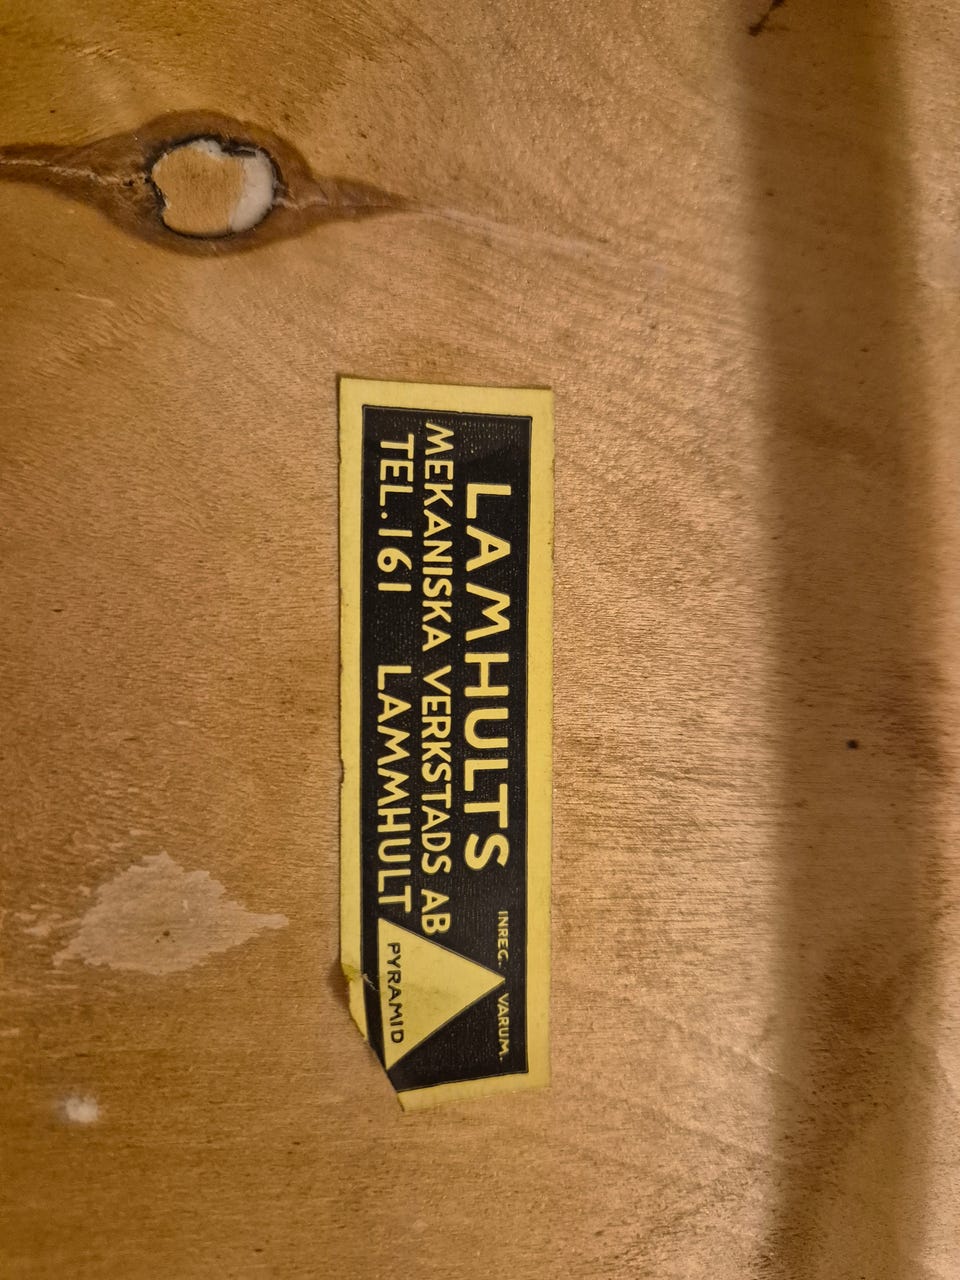 LAMHULTS
MEKANISKA VERKSTADS AB
TEL. 161 LAMMHULT
INREG. VARUM.
PYRAMID